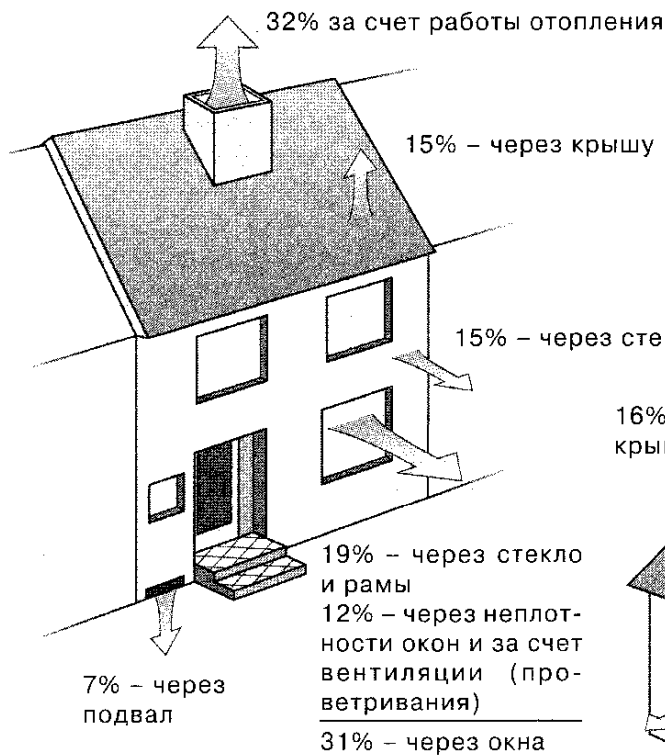 32% за счет работы отопления
15% – через крышу
15% – через сте
16%
кры
19% – через стекло
и рамы
12% – через неплот-
ности окон и за счет
вентиляции (про-
ветривания)
31% – через окна
7% – через
подвал